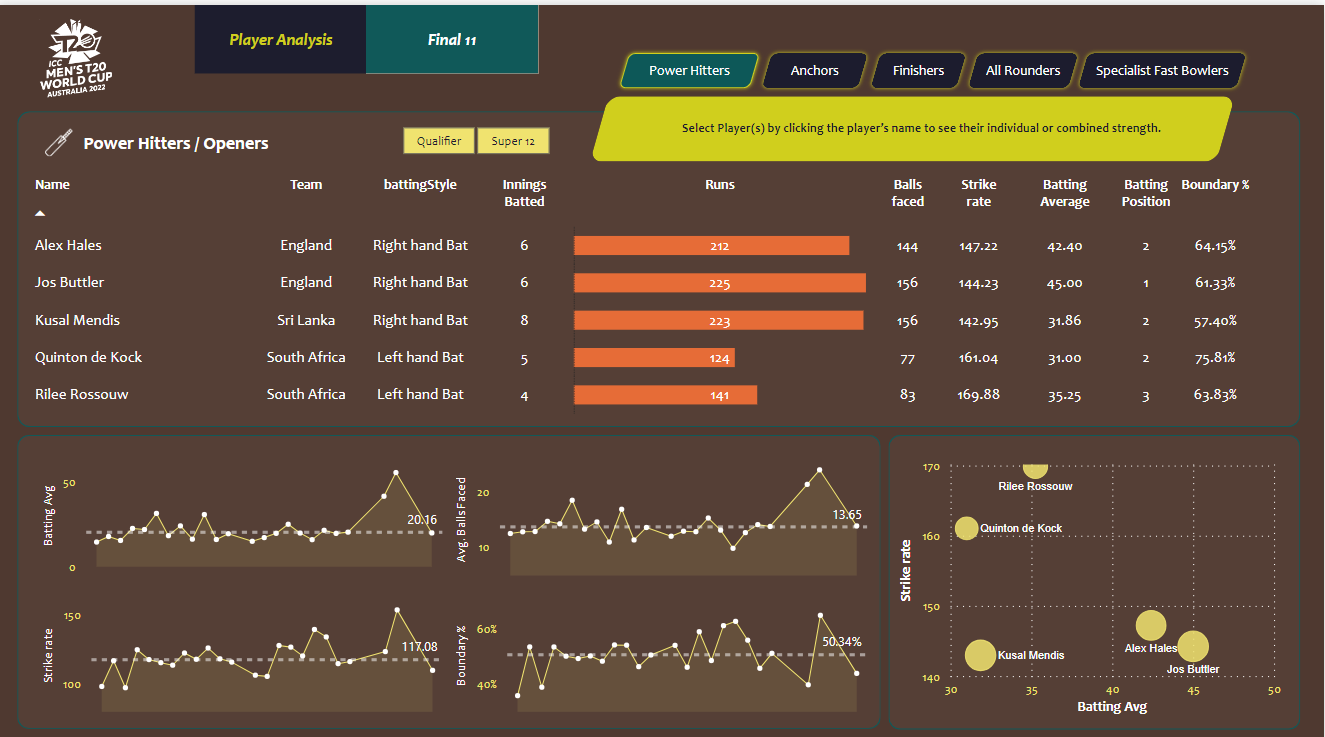 ICC
MEN'S T20
WORLD CUP
AUSTRALIA 2022
Player Analysis
Final 11
Power Hitters
Anchors
Finishers
All Rounders
Specialist Fast Bowlers
Select Player(s) by clicking the player's name to see their individual or combined strength.
Power Hitters / Openers
Qualifier
Super 12
Name Team battingStyle Innings Batted Runs Balls faced Strike rate Batting Average Batting Position Boundary %
Alex Hales England Right hand Bat 6 212 144 147.22 42.40 2 64.15%
Jos Buttler England Right hand Bat 6 225 156 144.23 45.00 1 61.33%
Kusal Mendis Sri Lanka Right hand Bat 8 223 156 142.95 31.86 2 57.40%
Quinton de Kock South Africa Left hand Bat 5 124 77 161.04 31.00 2 75.81%
Rilee Rossouw South Africa Left hand Bat 4 141 83 169.88 35.25 3 63.83%
Batting Avg
50
0
20.16
Avg. BallsFaced
20
10
13.65
Strike rate
150
100
117.08
Boundary %
60%
40%
50.34%
Strike rate
170
160
150
140
Rilee Rossouw
Quinton de Kock
Kusal Mendis
Alex Hales
Jos Buttler
30 35 40 45 50
Batting Avg